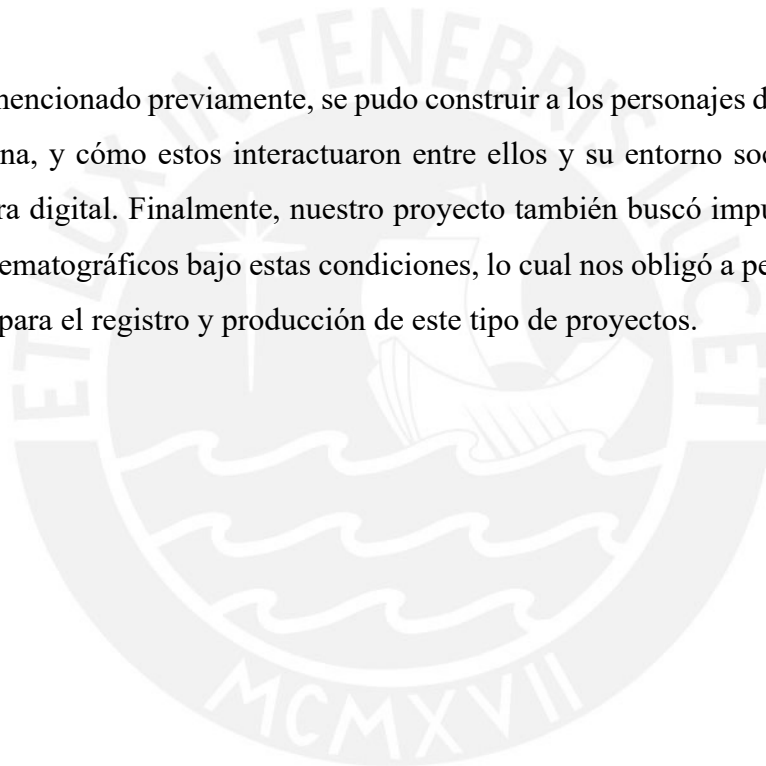 ET LUX IN TENEBRIS LUCET
mencionado previamente, se pudo construir a los personajes d
na, y cómo estos interactuaron entre ellos y su entorno soc
ra digital. Finalmente, nuestro proyecto también buscó impu
ematográficos bajo estas condiciones, lo cual nos obligó a pe
para el registro y producción de este tipo de proyectos.
MCMXVII